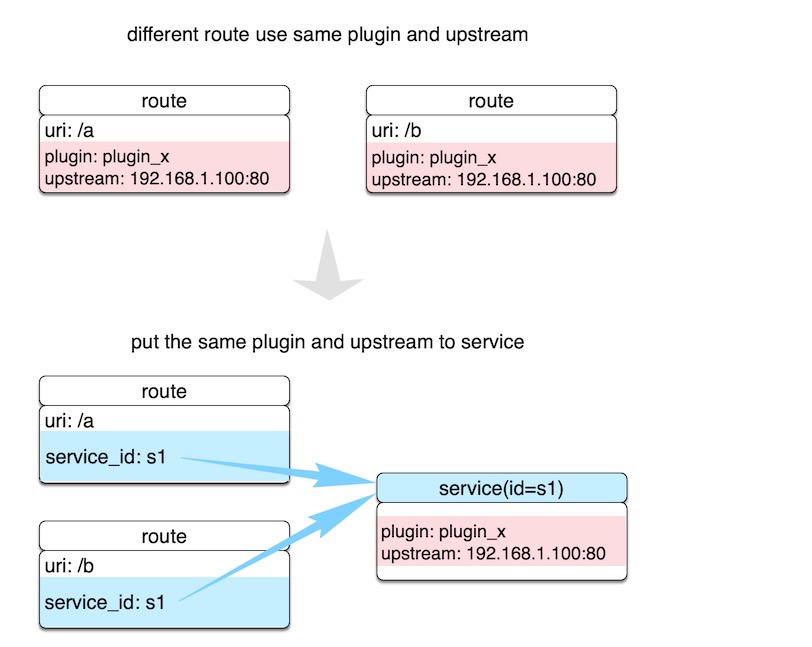 different route use same plugin and upstream
route
uri: /a
plugin: plugin_x
upstream: 192.168.1.100:80
route
uri: /b
plugin: plugin_x
upstream: 192.168.1.100:80
put the same plugin and upstream to service
route
uri: /a
service_id: s1
route
uri: /b
service_id: s1
service(id=s1)
plugin: plugin_x
upstream: 192.168.1.100:80